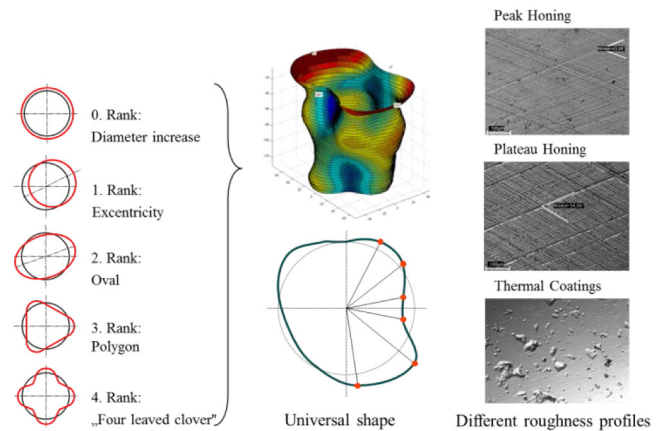 0. Rank:
Diameter increase
1. Rank:
Excentricity
2. Rank:
Oval
3. Rank:
Polygon
4. Rank:
„Four leaved clover"
Universal shape
Peak Honing
Plateau Honing
Thermal Coatings
Different roughness profiles